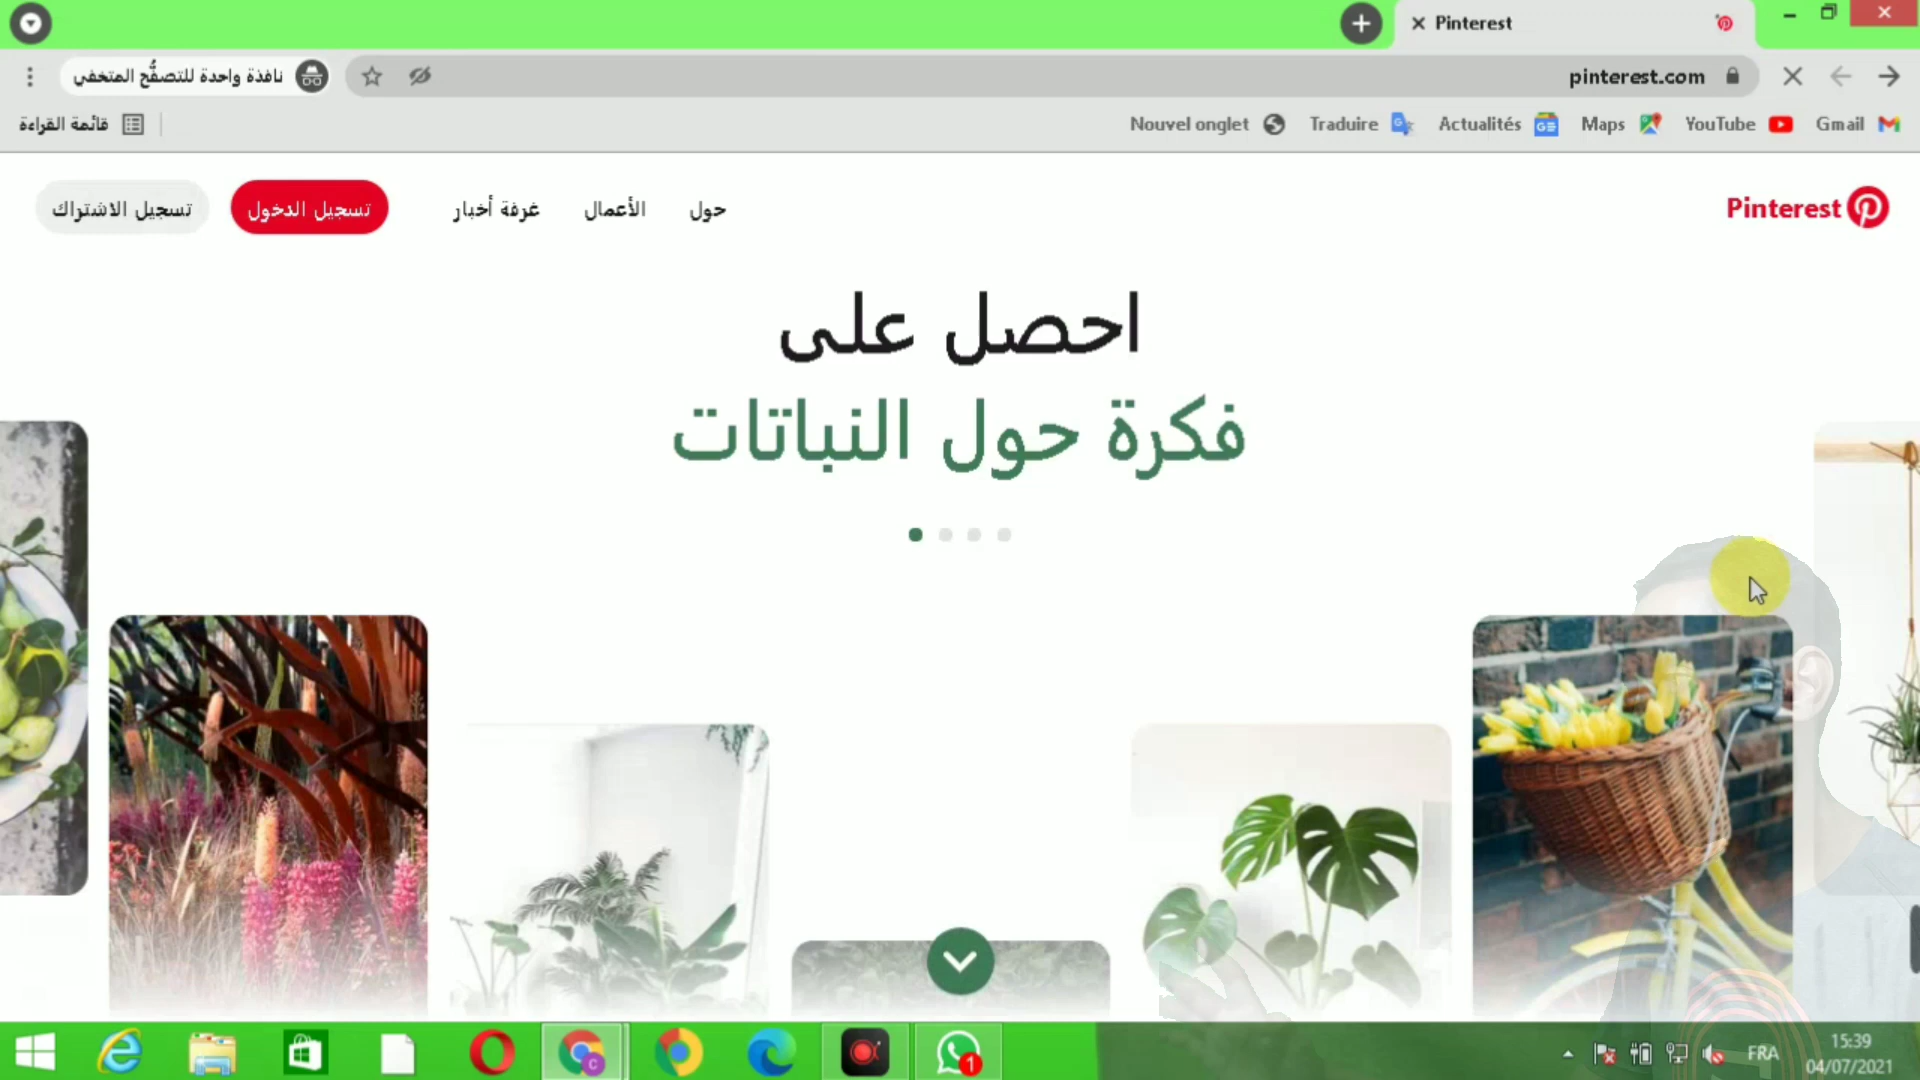 Pinterest
pinterest.com
نافذة واحدة للتصفُّح المتخفي
Gmail
YouTube
Maps
Actualités
Traduire
Nouvel onglet
قائمة القراءة
Pinterest
حول
الأعمال
غرفة أخبار
تسجيل الدخول
تسجيل الاشتراك
احصل على
فكرة حول النباتات
1
FRA
15:39
04/07/2021